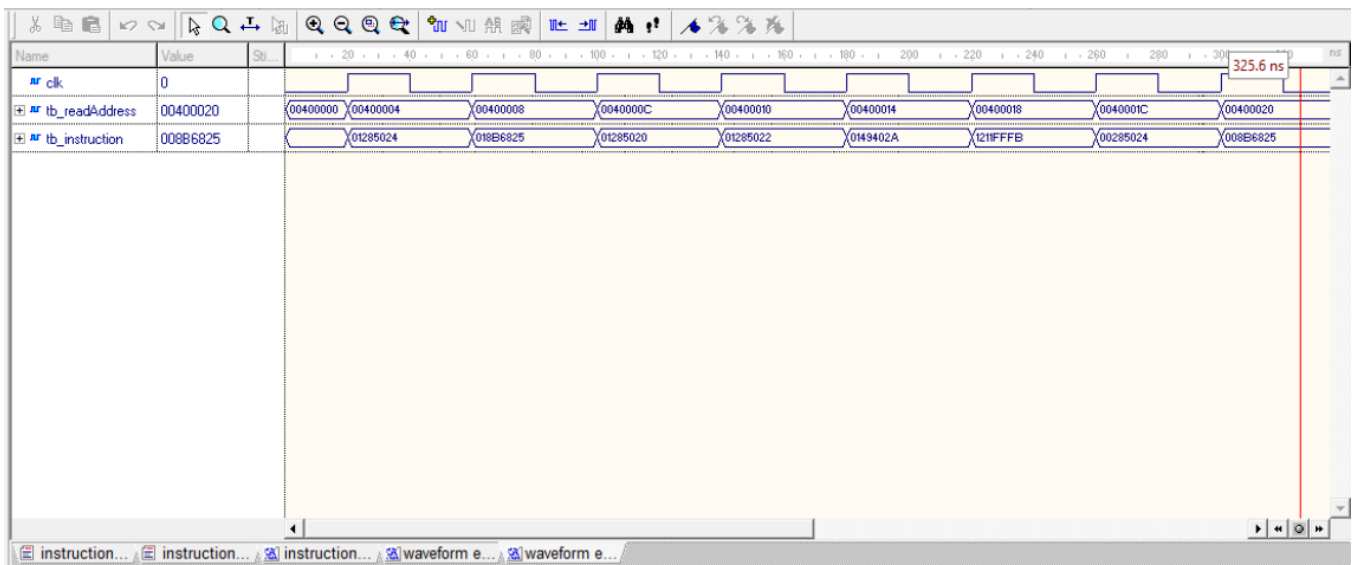 Name Value Sti... 20 40 60 80 100 120 140 160 180 200 220 240 260 280 ns
325.6 ns
clk 0
tb_readAddress 00400020 00400000 00400004 00400008 0040000C 00400010 00400014 00400018 0040001C 00400020
tb_instruction 008B6825 01285024 018B6825 01285020 01285022 0149402A 1211FFFB 00285024 008B6825
instruction... instruction... instruction... waveform e... waveform e...